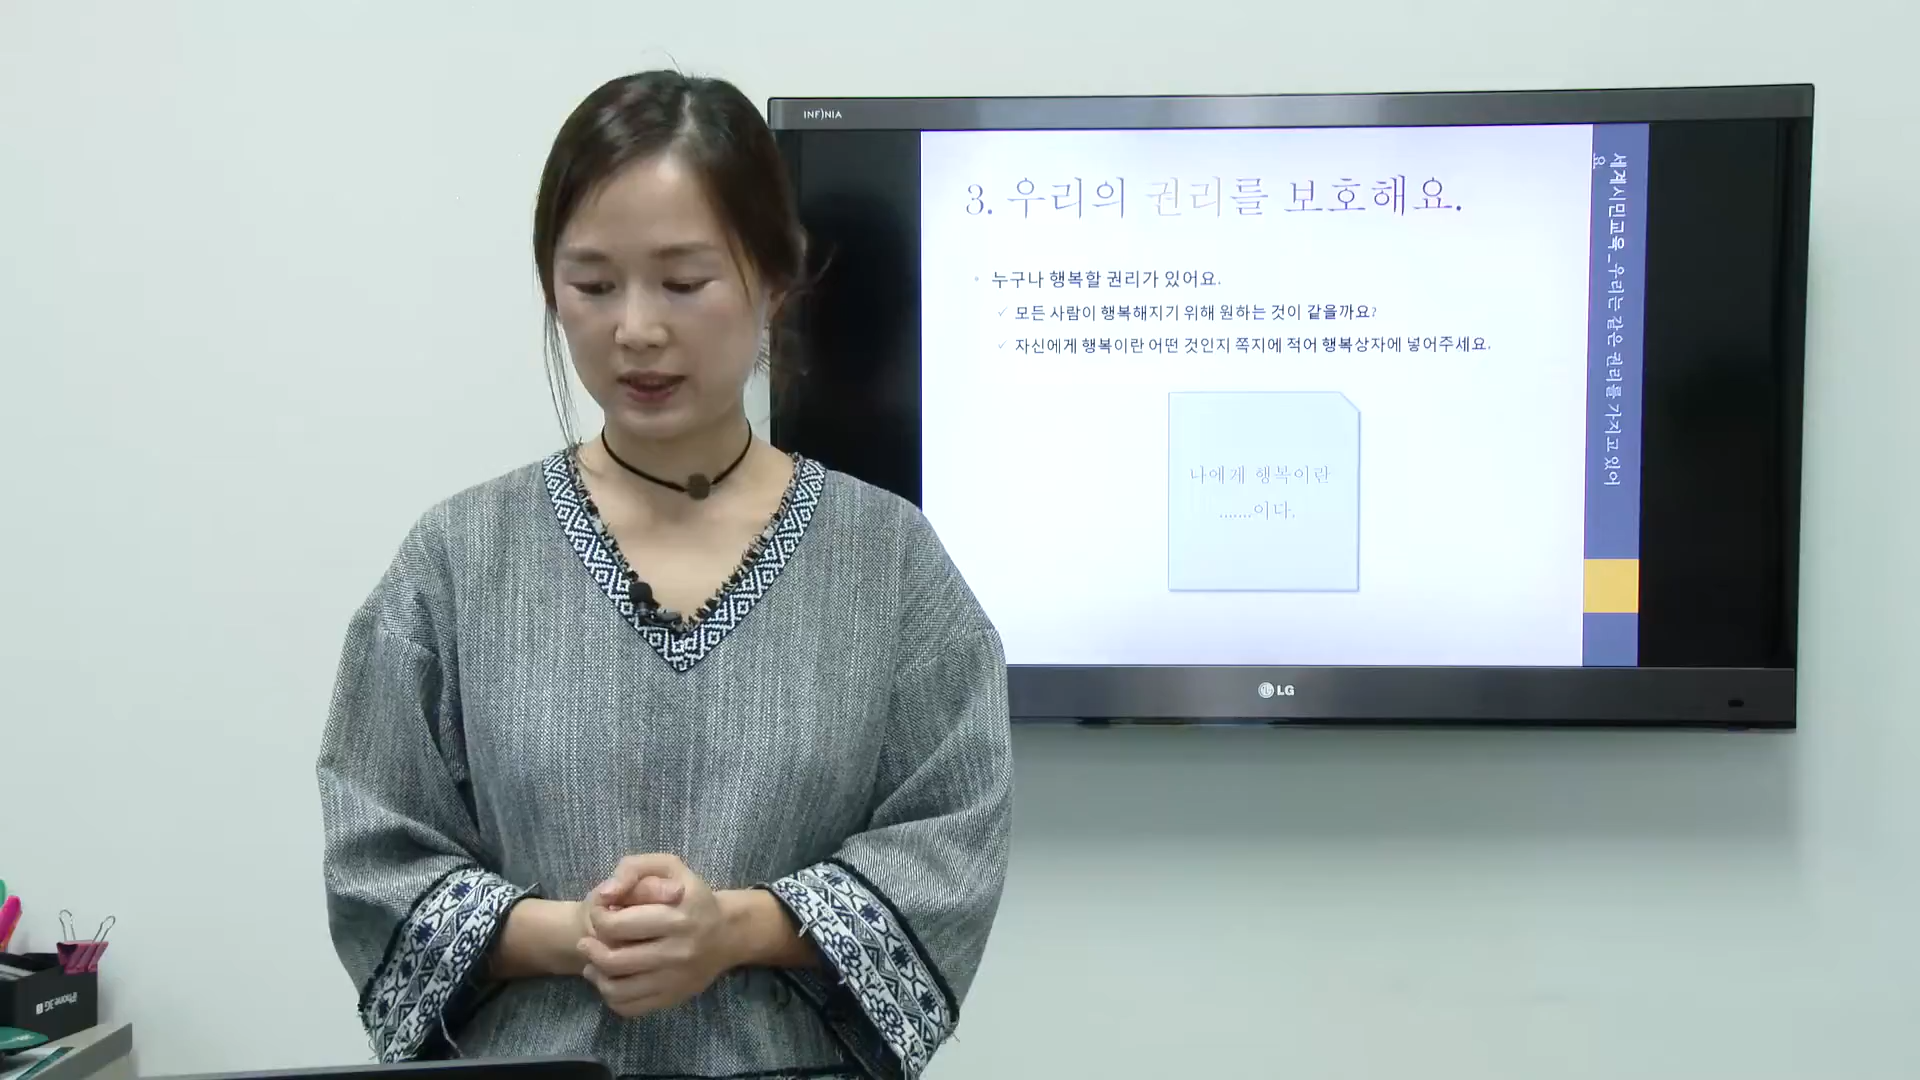 INFINIA
3. 우리의 권리를 보호해요.
누구나 행복할 권리가 있어요.
모든 사람이 행복해지기 위해 원하는 것이 같을까요?
자신에게 행복이란 어떤 것인지 쪽지에 적어 행복상자에 넣어주세요.
나에게 행복이란
.......이다.
세계시민교육_우리는 같은 권리를 가지고 있어
요
LG
iPhone 3G